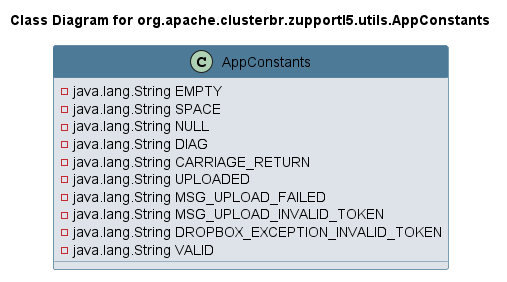 Class Diagram for org.apache.clusterbr.zupportl5.utils.AppConstants
C AppConstants
java.lang.String EMPTY
java.lang.String SPACE
java.lang.String NULL
java.lang.String DIAG
java.lang.String CARRIAGE_RETURN
java.lang.String UPLOADED
java.lang.String MSG_UPLOAD_FAILED
java.lang.String MSG_UPLOAD_INVALID_TOKEN
java.lang.String DROPBOX_EXCEPTION_INVALID_TOKEN
java.lang.String VALID